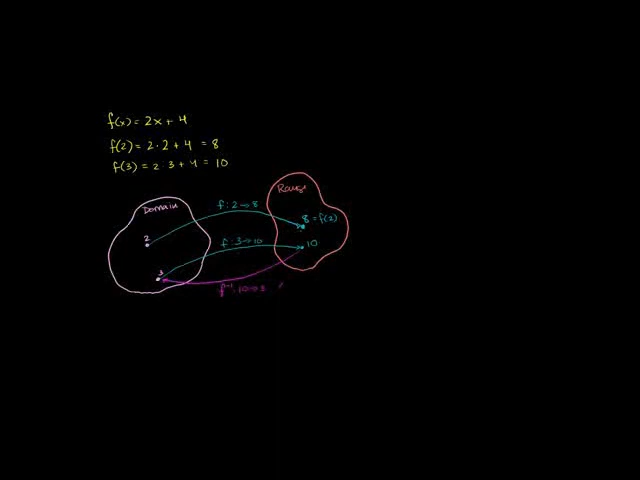 f(x) = 2x + 4
f(2) = 2·2 + 4 = 8
f(3) = 2·3 + 4 = 10
Range
Domain
f: 2→8
8 = f(2)
2
f: 3→10
10
3
f⁻¹: 10→3